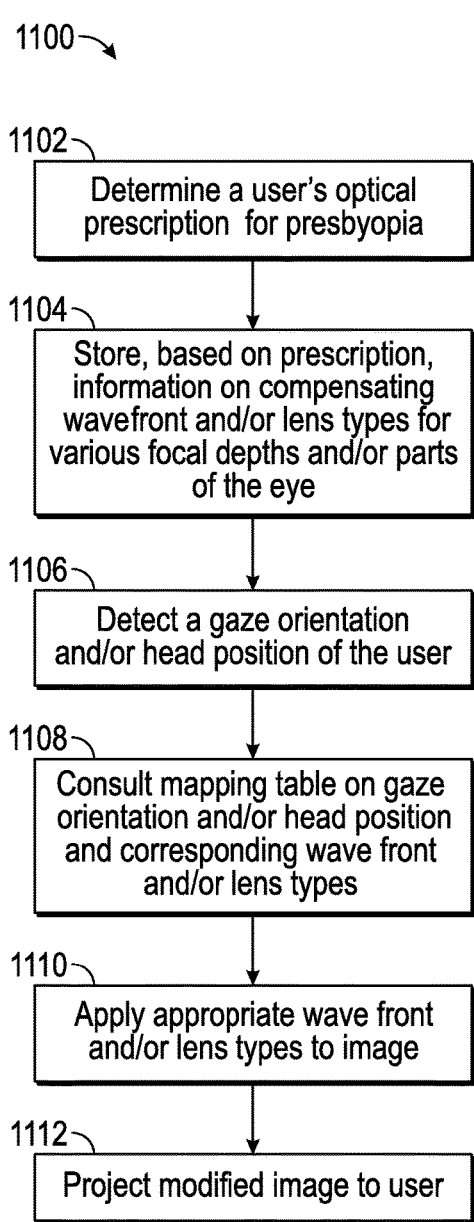 1100
1102
Determine a user's optical
prescription for presbyopia
1104
Store, based on prescription,
information on compensating
wavefront and/or lens types for
various focal depths and/or parts
of the eye
1106
Detect a gaze orientation
and/or head position of the user
1108
Consult mapping table on gaze
orientation and/or head position
and corresponding wave front
and/or lens types
1110
Apply appropriate wave front
and/or lens types to image
1112
Project modified image to user